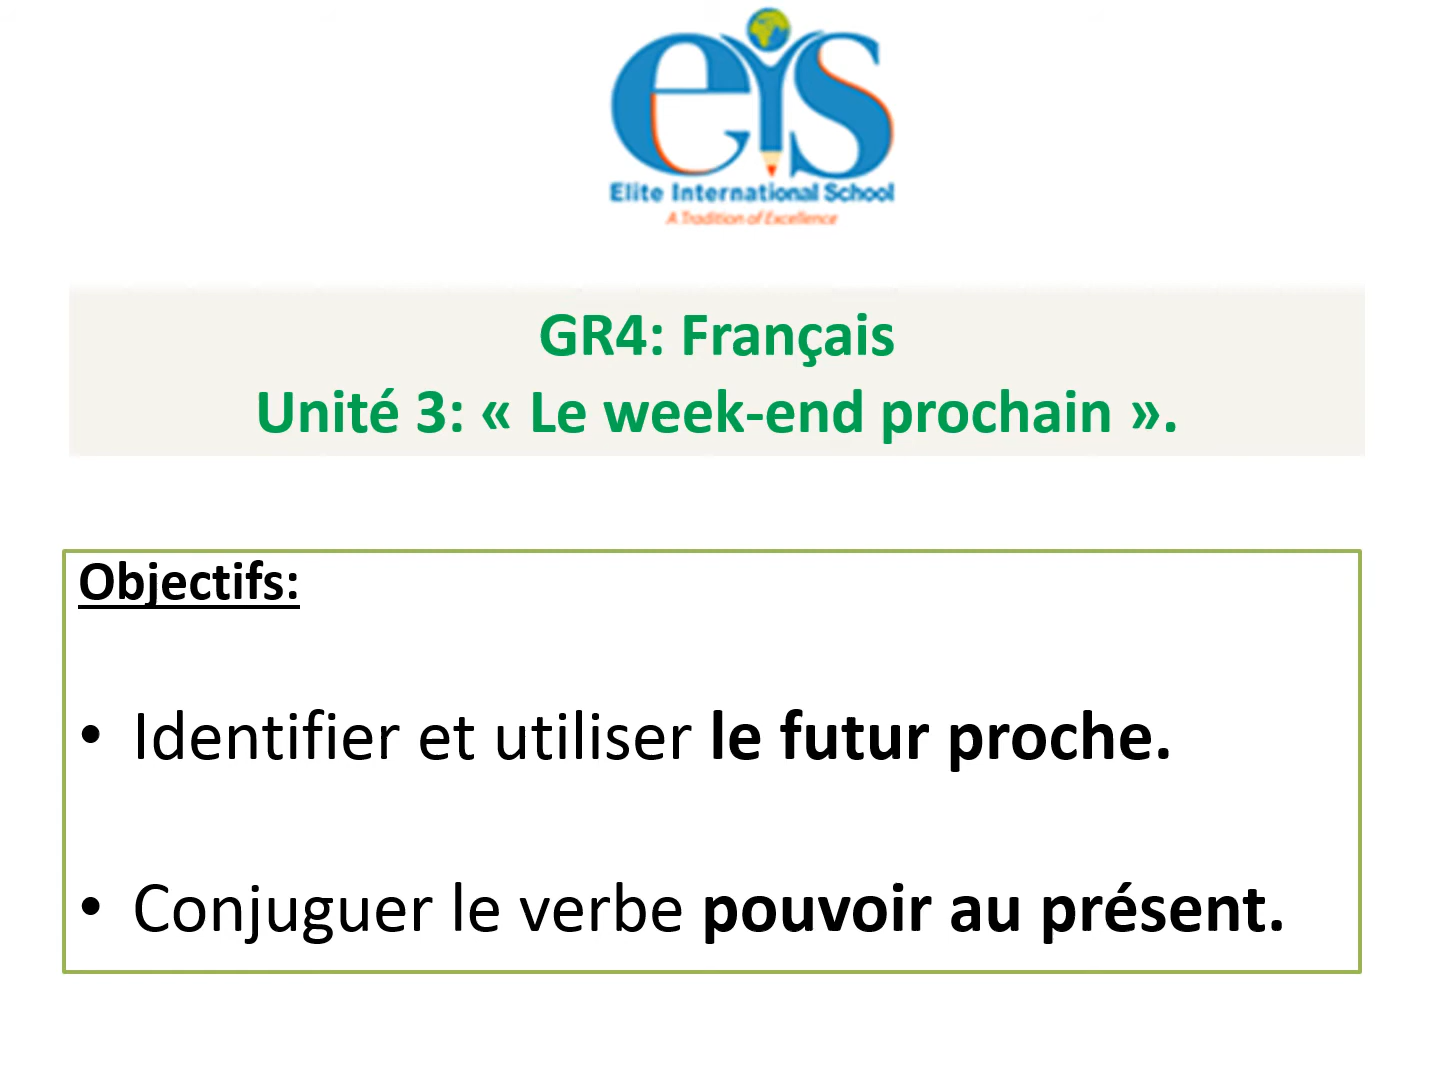 eis
Elite International School
A Tradition of Excellence
GR4: Français
Unité 3: « Le week-end prochain ».
Objectifs:
• Identifier et utiliser le futur proche.
• Conjuguer le verbe pouvoir au présent.